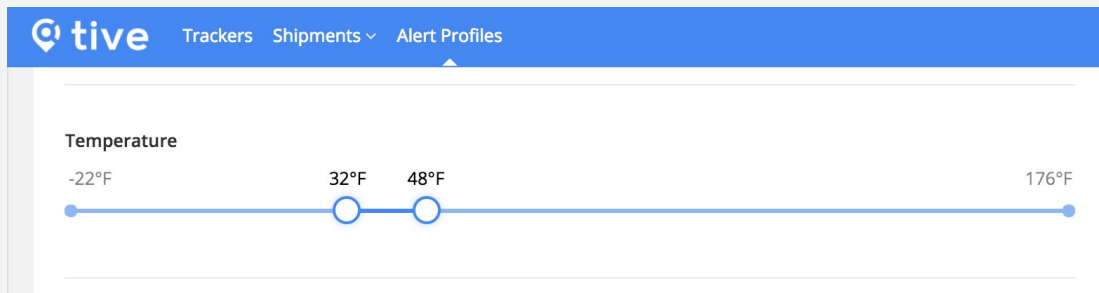 tive Trackers Shipments Alert Profiles
Temperature
-22°F 32°F 48°F 176°F